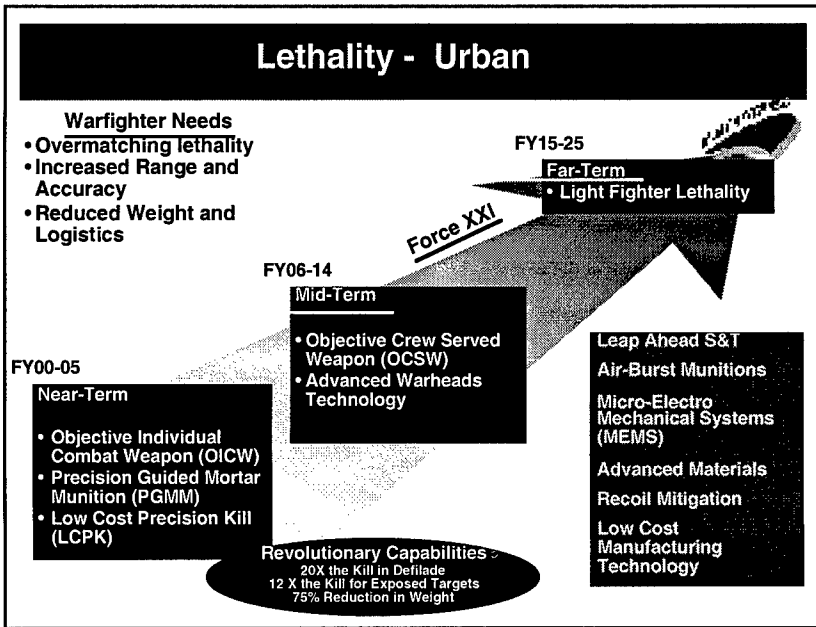 Lethality - Urban
Warfighter Needs
• Overmatching lethality
• Increased Range and
Accuracy
• Reduced Weight and
Logistics
FY15-25
Far-Term
• Light Fighter Lethality
Force XXI
FY06-14
Mid-Term
• Objective Crew Served
Weapon (OCSW)
• Advanced Warheads
Technology
FY00-05
Near-Term
• Objective Individual
Combat Weapon (OICW)
• Precision Guided Mortar
Munition (PGMM)
• Low Cost Precision Kill
(LCPK)
Leap Ahead S&T
Air-Burst Munitions
Micro-Electro
Mechanical Systems
(MEMS)
Advanced Materials
Recoil Mitigation
Low Cost
Manufacturing
Technology
Revolutionary Capabilities
20X the Kill in Defilade
12 X the Kill for Exposed Targets
75% Reduction in Weight